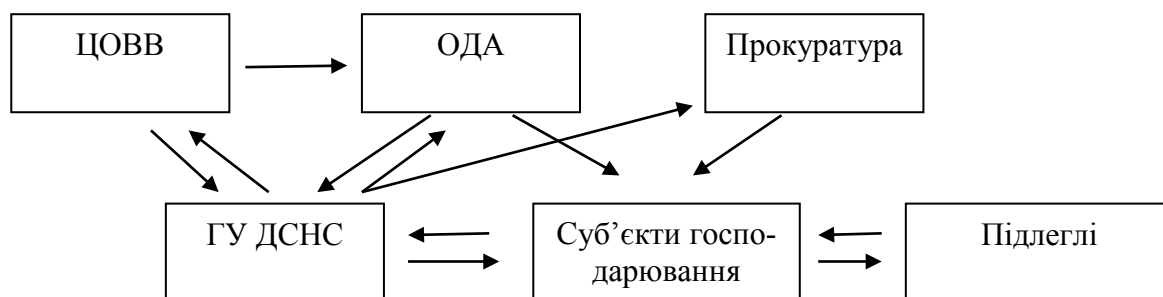 ЦОВВ
ОДА
Прокуратура
ГУ ДСНС
Суб’єкти госпо-
дарювання
Підлеглі